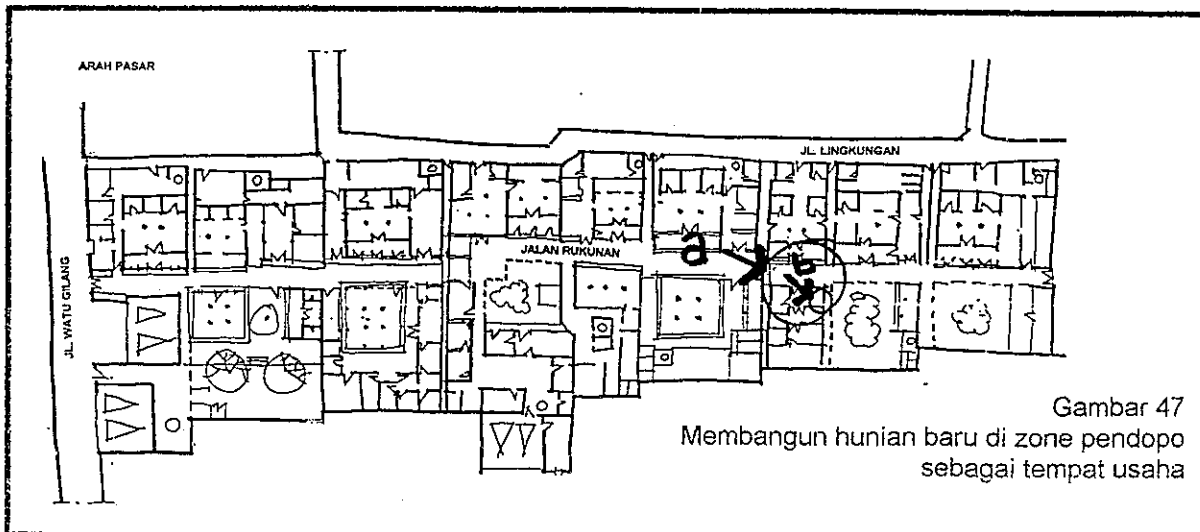 ARAH PASAR
JL. LINGKUNGAN
JALAN RUKUNAN
a
b
JL. WATU GILANG
Gambar 47
Membangun hunian baru di zone pendopo
sebagai tempat usaha